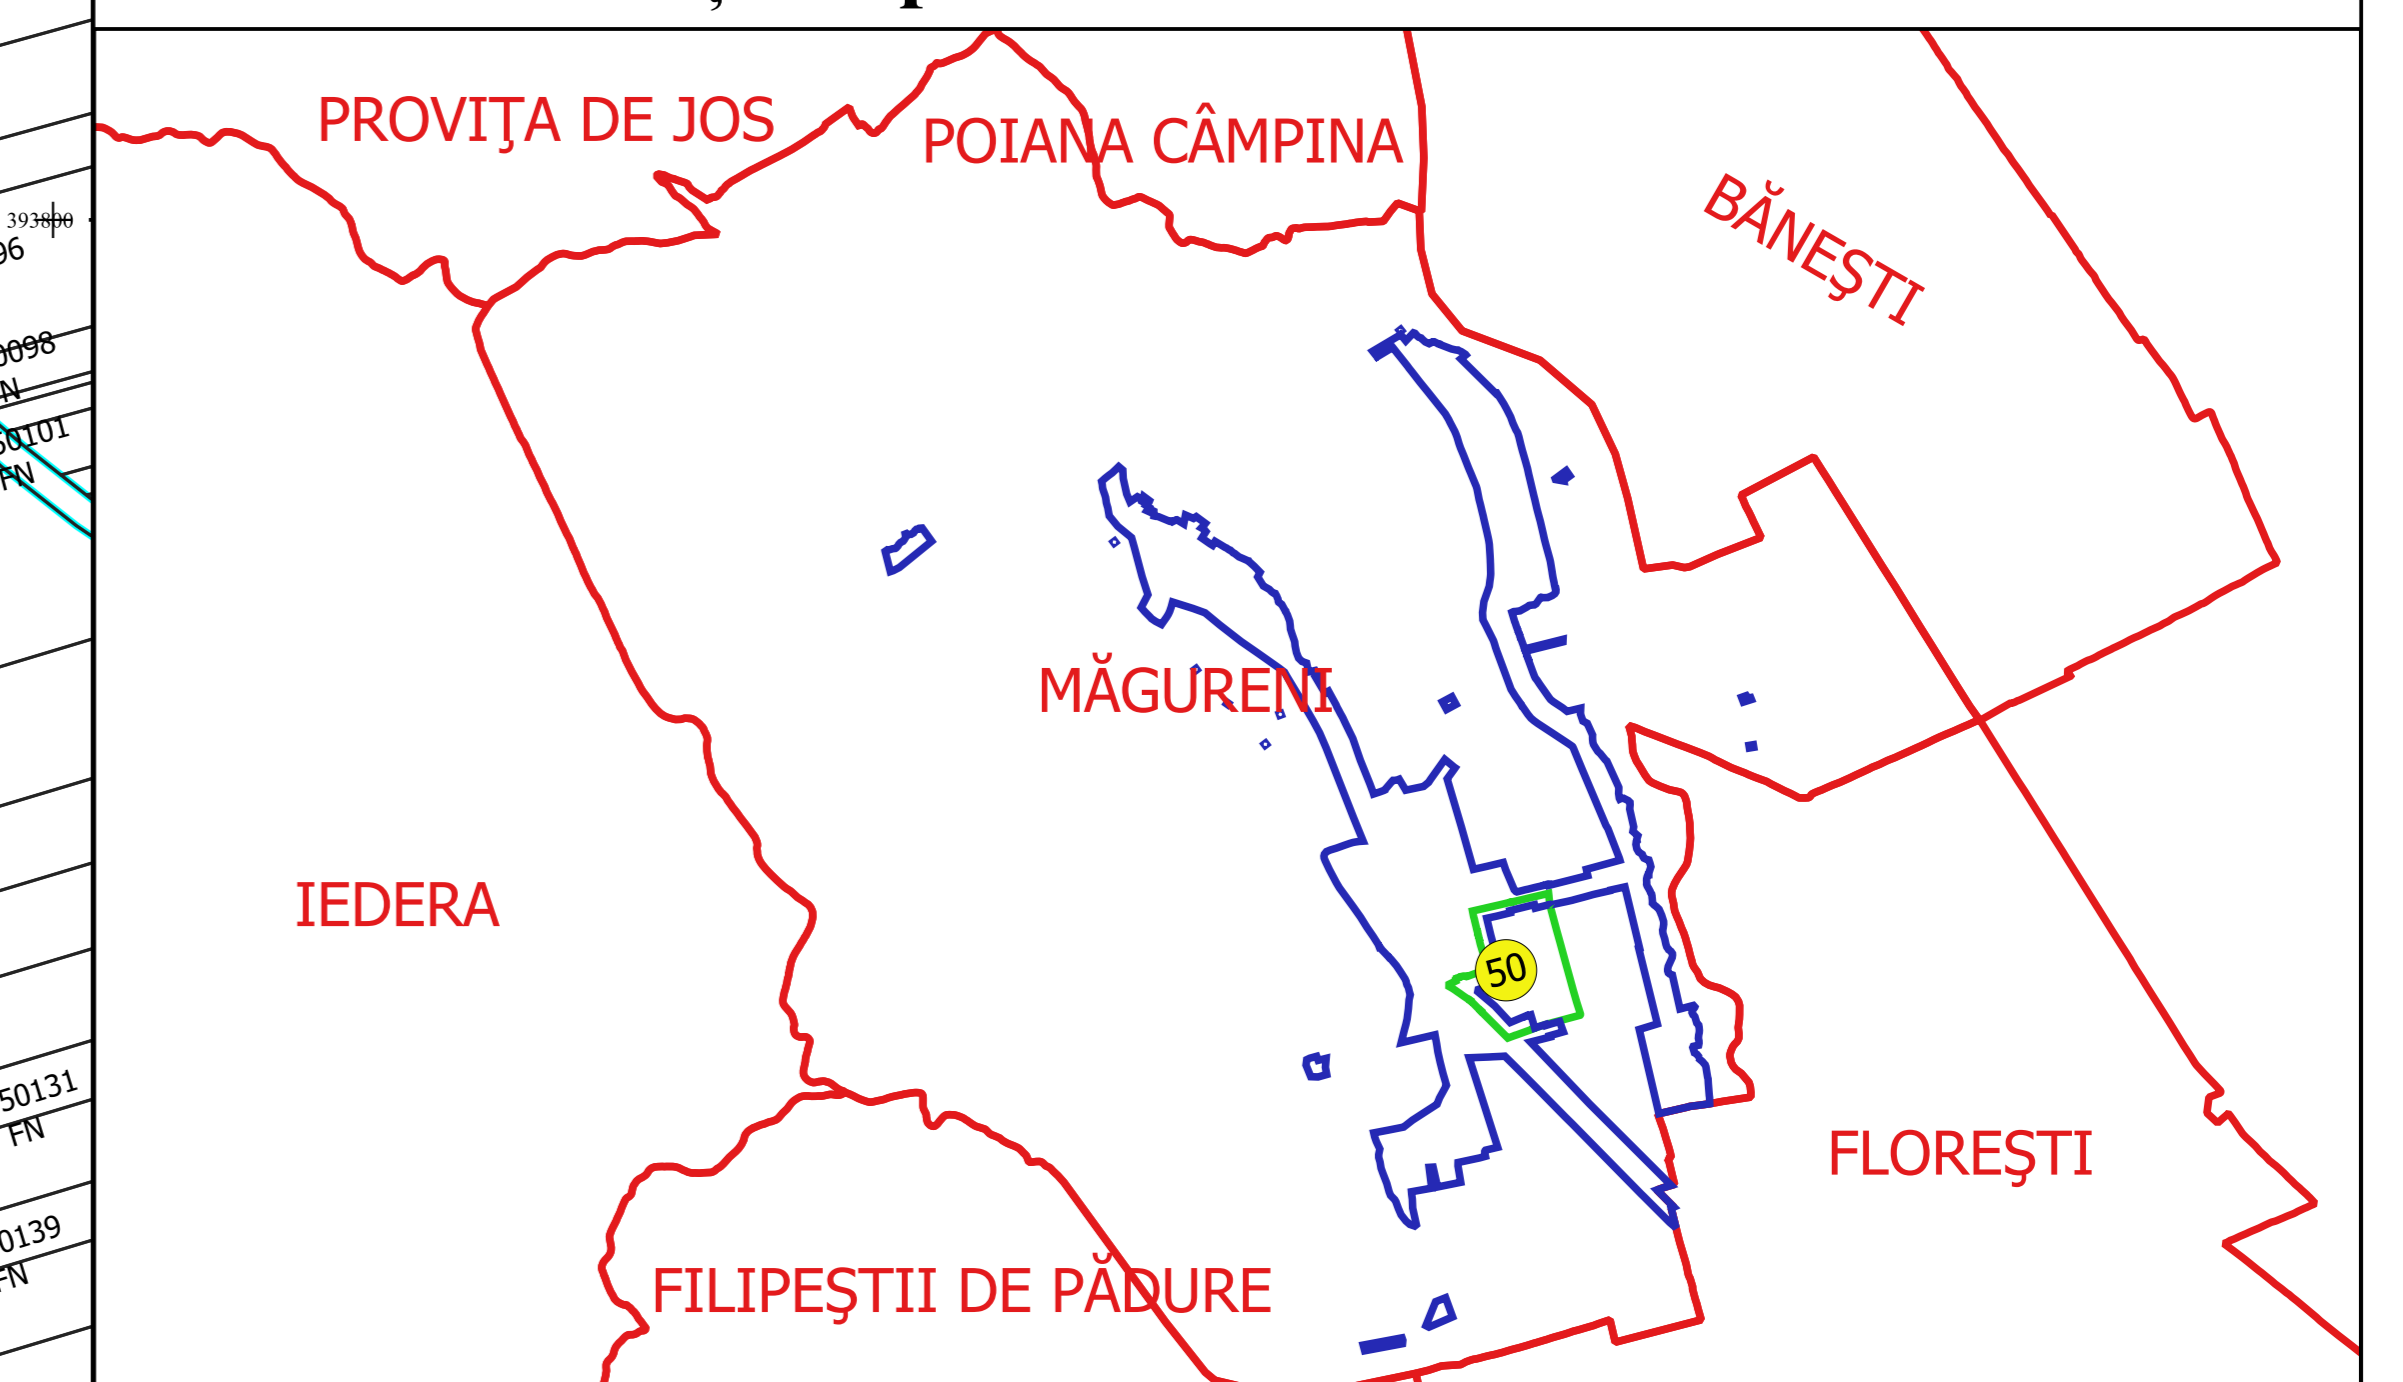 PROVIŢA DE JOS
POIANA CÂMPINA
BĂNEŞTI
393800
96
0098
N
50101
FN
MĂGURENI
IEDERA
50
50131
FN
FLOREŞTI
0139
FN
FILIPEŞTII DE PĂDURE